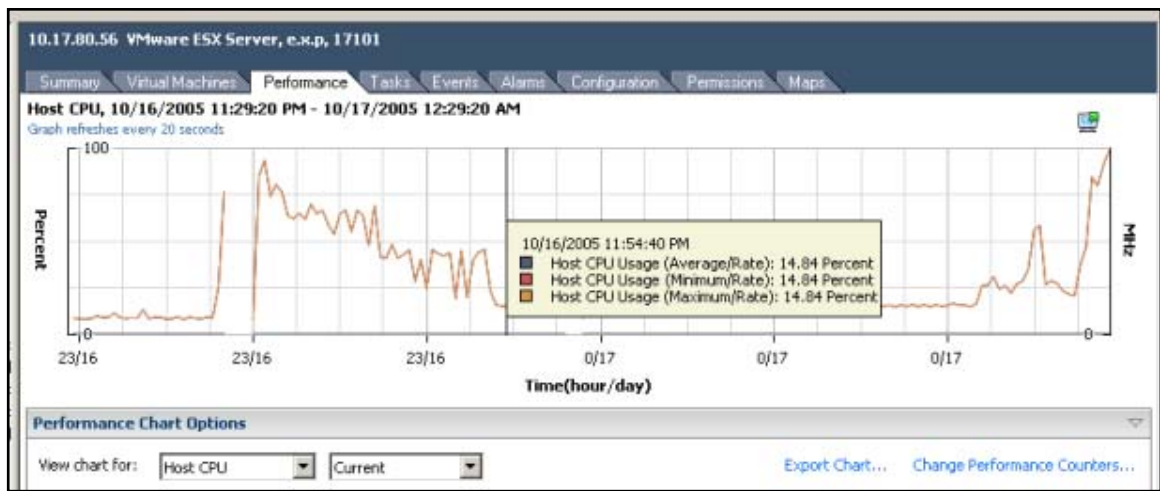 10.17.80.56 VMware ESX Server, e.x.p, 17101
Summary Virtual Machines Performance Tasks Events Alarms Configuration Permissions Maps
Host CPU, 10/16/2005 11:29:20 PM - 10/17/2005 12:29:20 AM
Graph refreshes every 20 seconds
100
Percent
MHz
10/16/2005 11:54:40 PM
Host CPU Usage (Average/Rate): 14.84 Percent
Host CPU Usage (Minimum/Rate): 14.84 Percent
Host CPU Usage (Maximum/Rate): 14.84 Percent
0 0
23/16 23/16 23/16 0/17 0/17 0/17
Time(hour/day)
Performance Chart Options
View chart for: Host CPU Current Export Chart... Change Performance Counters...